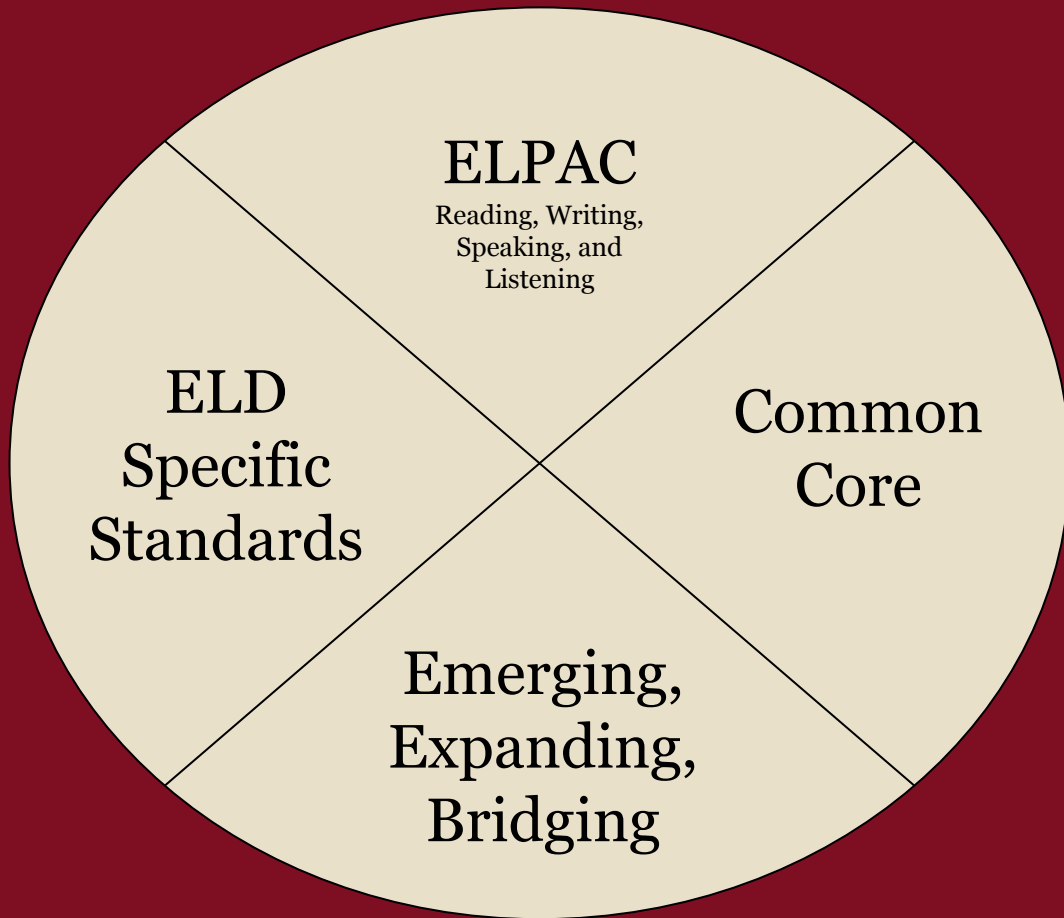 ELPAC
Reading, Writing,
Speaking, and
Listening
ELD
Specific
Standards
Common
Core
Emerging,
Expanding,
Bridging